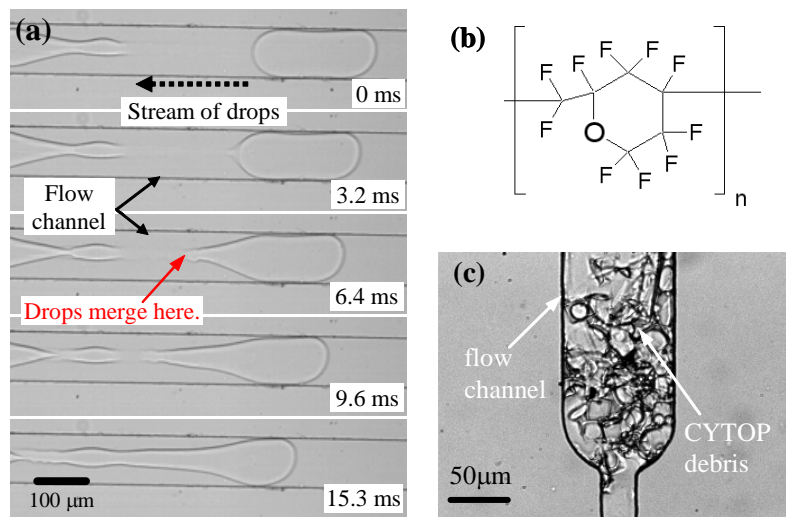 (a)
0 ms
Stream of drops
3.2 ms
Flow
channel
6.4 ms
Drops merge here.
9.6 ms
100 μm
15.3 ms
(b)
F
F
F
F
F
F
O
F
F
F
F
n
(c)
flow
channel
CYTOP
debris
50μm